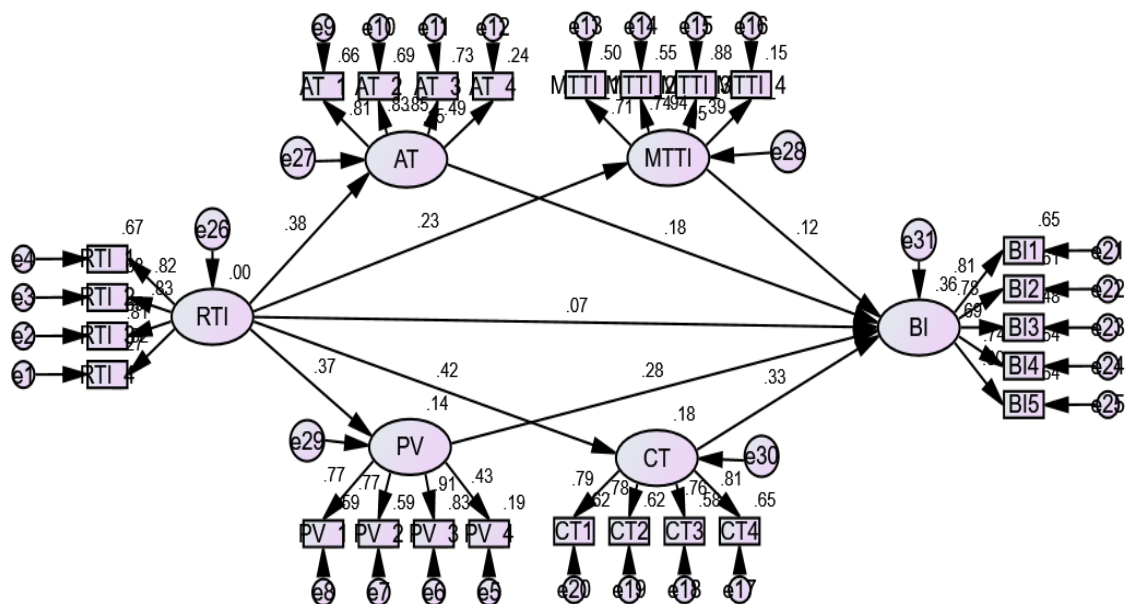 e9 e10 e11 e12 e13 e14 e15 e16
.66 .69 .73 .24 .50 .55 .88 .15
AT 1 AT 2 AT 3 AT 4 MTTI_1 MTTI_2 MTTI_3 MTTI_4
.81 .83 .85 .49 .71 .74 .94 .39
e27 AT MTTI e28
e26 .38 .23 .18 .12 e31
.67 .65
e4 RTI 1 .82 .00 .81 BI1 e21
.36 .78 BI2 e22
e3 RTI 2 .83
RTI .07 BI .69 BI3 e23
e2 RTI 3 .81
.74 BI4 e24
e1 RTI 4 .37 .42 .28 .33
BI5 e25
.14 .18
e29 PV CT e30
.77 .77 .91 .43 .79 .78 .76 .81
.59 .59 .83 .19 .62 .62 .58 .65
PV 1 PV 2 PV 3 PV 4 CT1 CT2 CT3 CT4
e8 e7 e6 e5 e20 e19 e18 e17